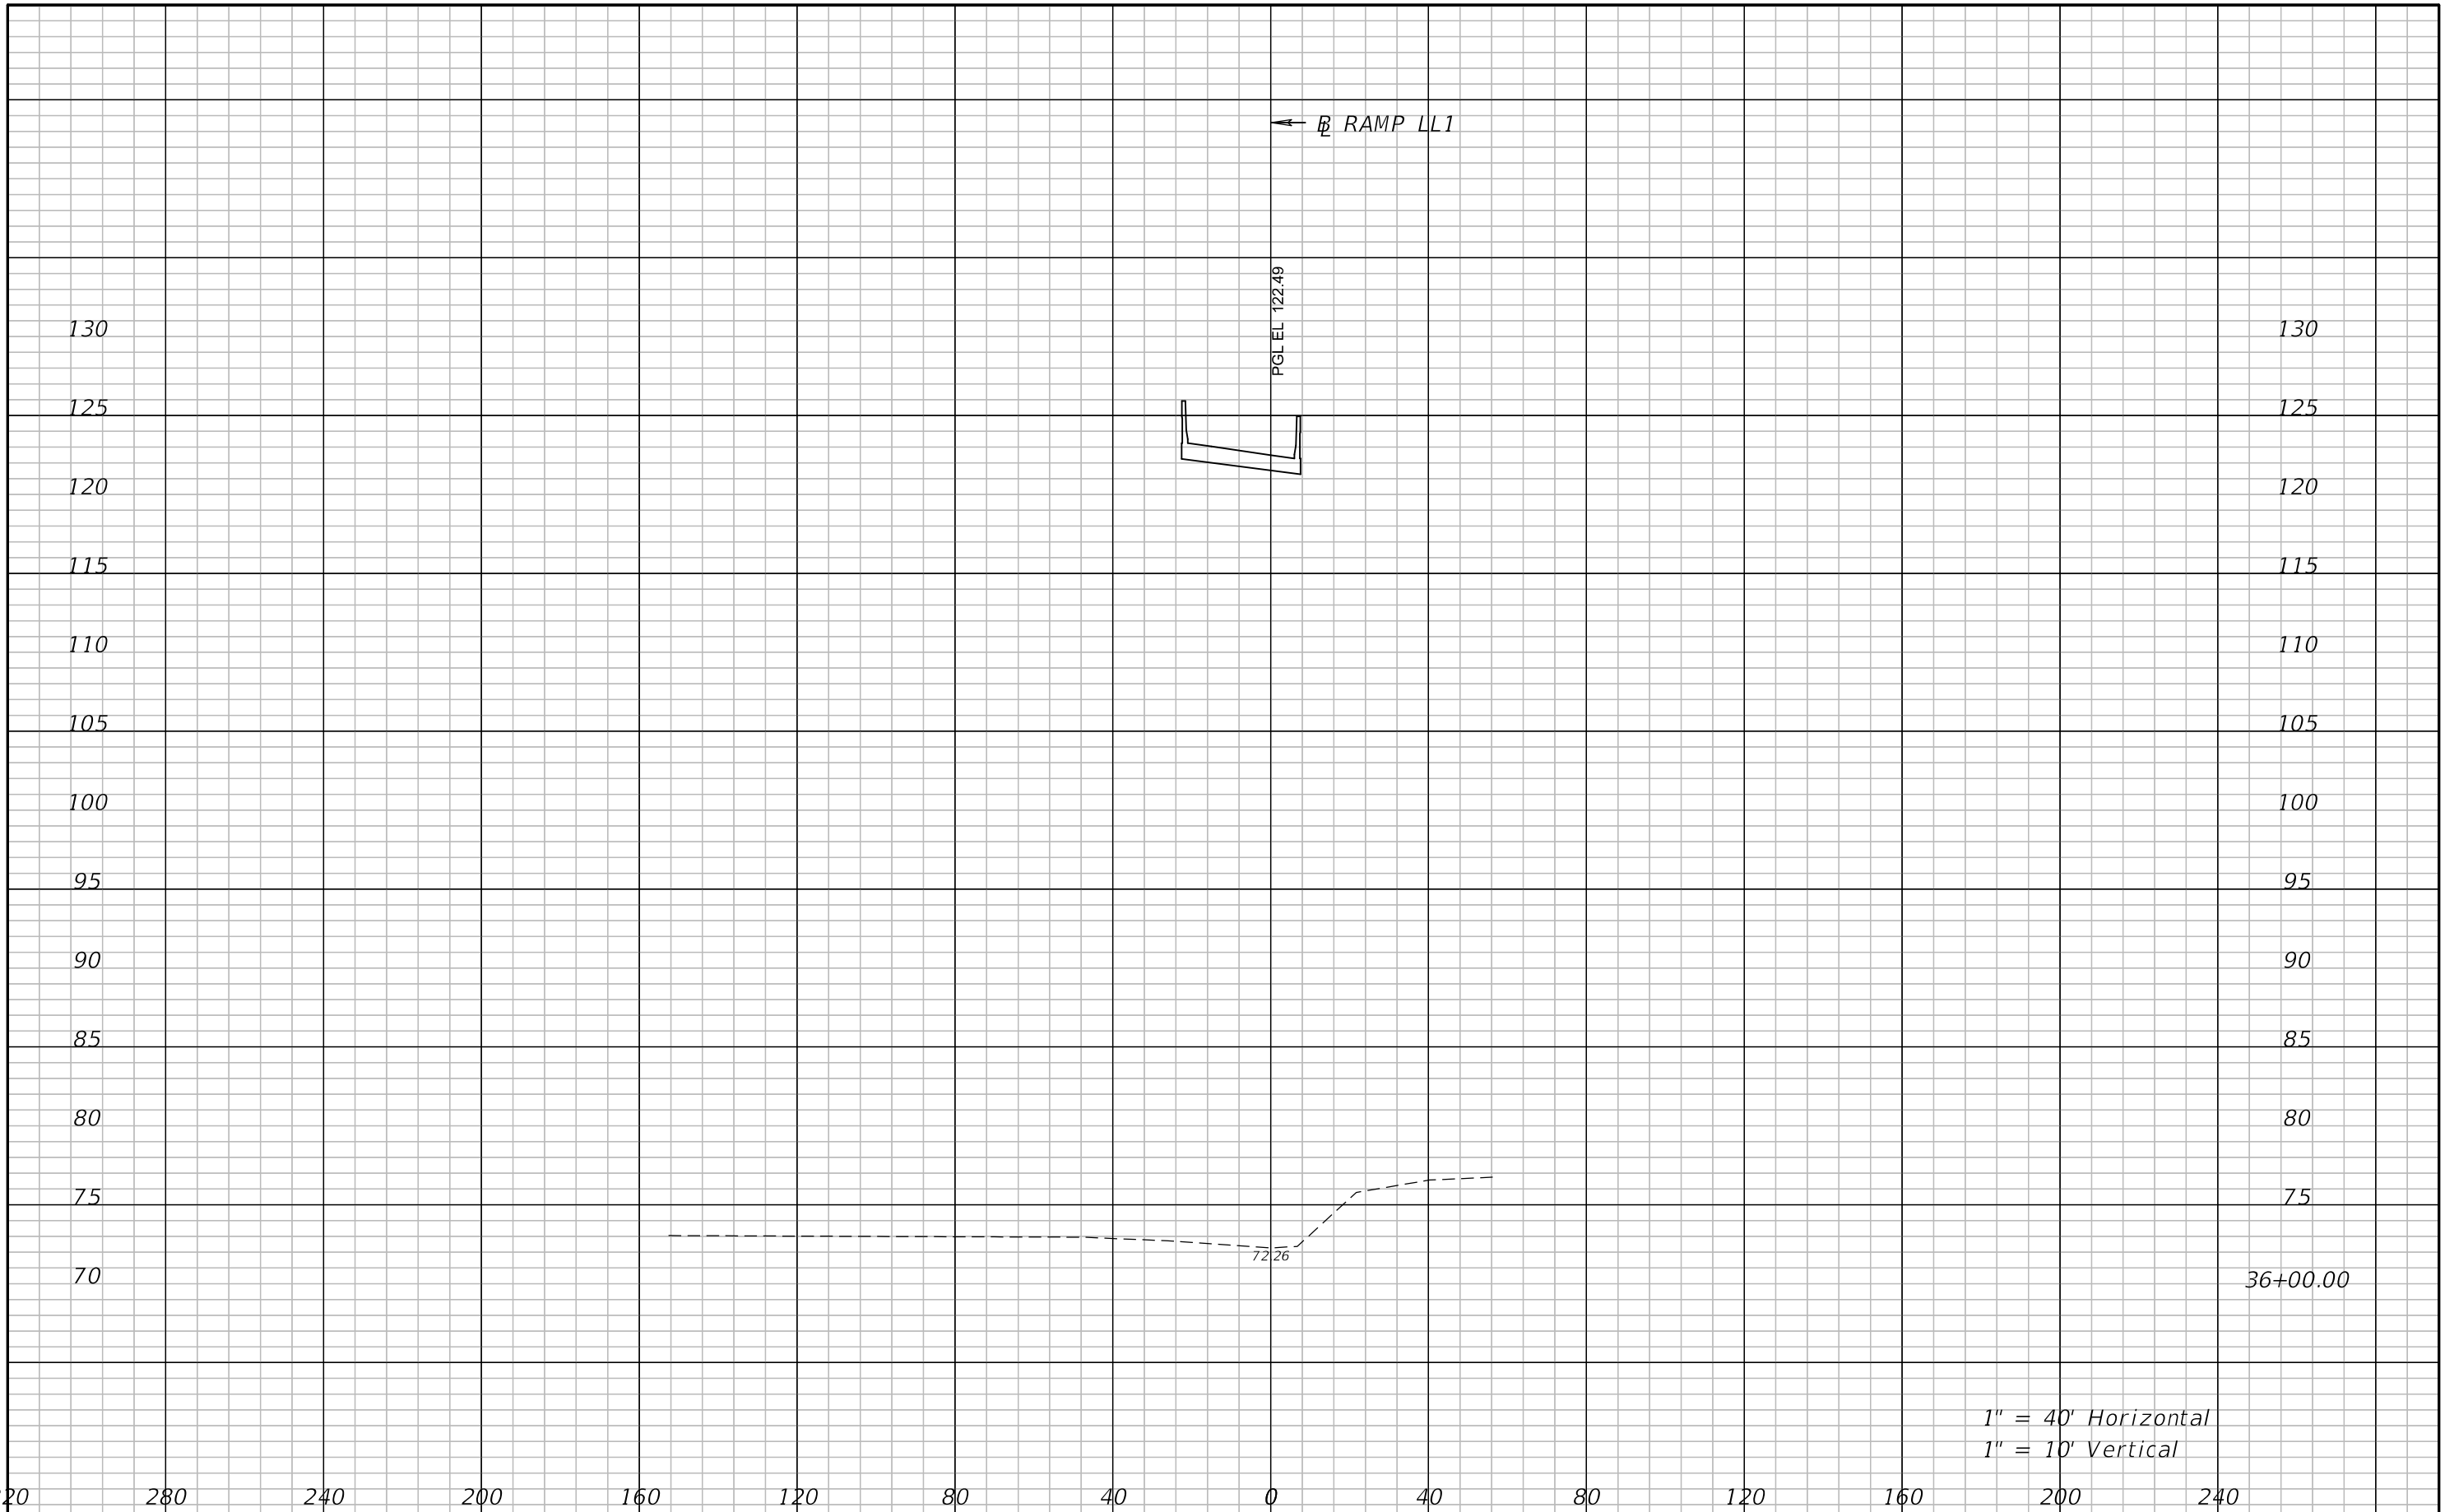 ℄ RAMP LL1
PGL EL 122.49
130 130
125 125
120 120
115 115
110 110
105 105
100 100
95 95
90 90
85 85
80 80
75 75
72.26
70 36+00.00
1" = 40' Horizontal
1" = 10' Vertical
20 280 240 200 160 120 80 40 0 40 80 120 160 200 240